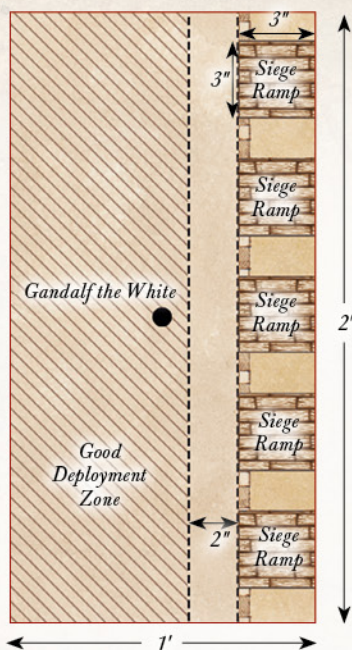 3"
3"
Siege
Ramp
Siege
Ramp
Gandalf the White
Siege
Ramp
2'
Good
Deployment
Zone
Siege
Ramp
2"
Siege
Ramp
1'